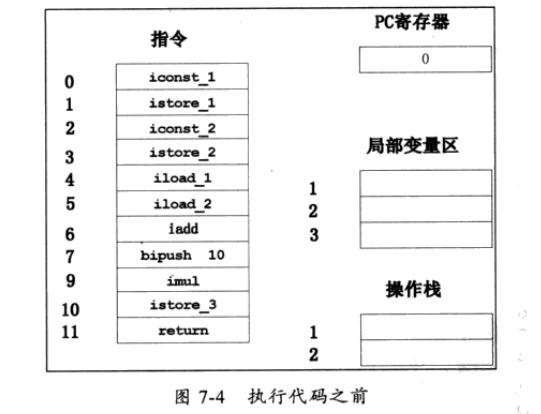 指令
0 iconst_1
1 istore_1
2 iconst_2
3 istore_2
4 iload_1
5 iload_2
6 iadd
7 bipush 10
9 imul
10 istore_3
11 return
PC寄存器
0
局部变量区
1
2
3
操作栈
1
2
图 7-4 执行代码之前